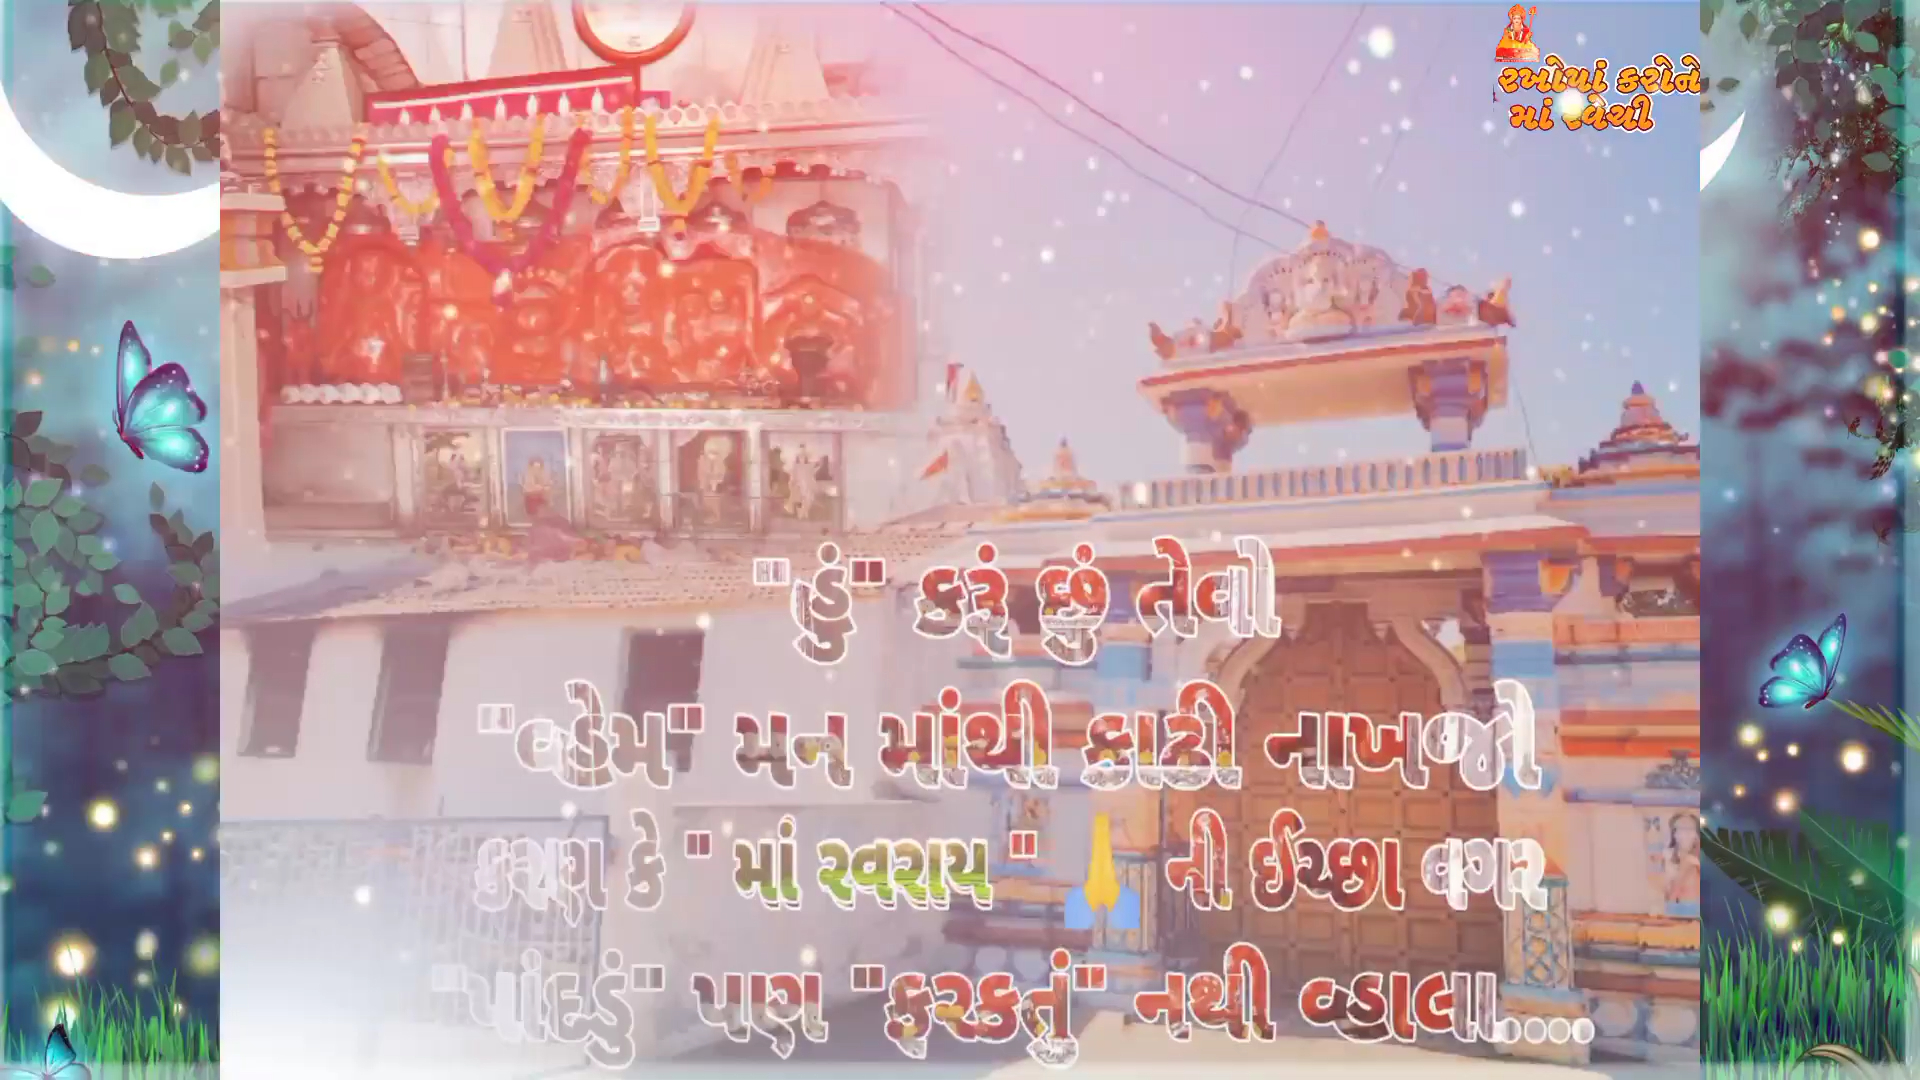 રખોપાં કરોને
માં રવેચી
"હું" કરૂં છું તેવો
"વહેમ" મન માંથી કાઢી નાખજો
કારણ કે " માં રવરાય " 🙏 ની ઈચ્છા વગર
"પાંદડું" પણ "ફરકતું" નથી વ્હાલા....